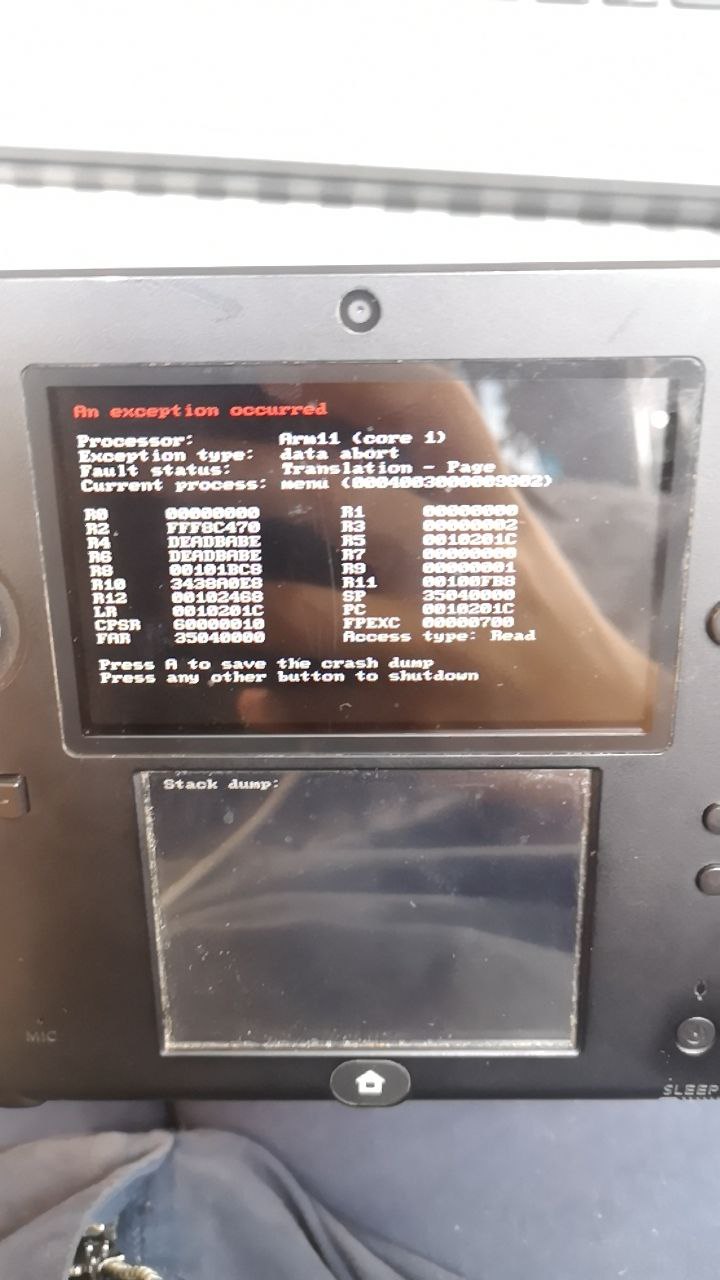 An exception occurred
Processor: Arm11 (core 1)
Exception type: data abort
Fault status: Translation - Page
Current process: menu (0004003000009802)
R0 00000000 R1 00000000
R2 FFF8C470 R3 00000002
R4 DEADBABE R5 0010201C
R6 DEADBABE R7 00000000
R8 00101BC8 R9 00000001
R10 3438A0E8 R11 00100FB8
R12 00102468 SP 35040000
LR 0010201C PC 0010201C
CPSR 60000010 FPEXC 00000700
FAR 35040000 Access type: Read
Press A to save the crash dump
Press any other button to shutdown
Stack dump:
MIC
SLEEP